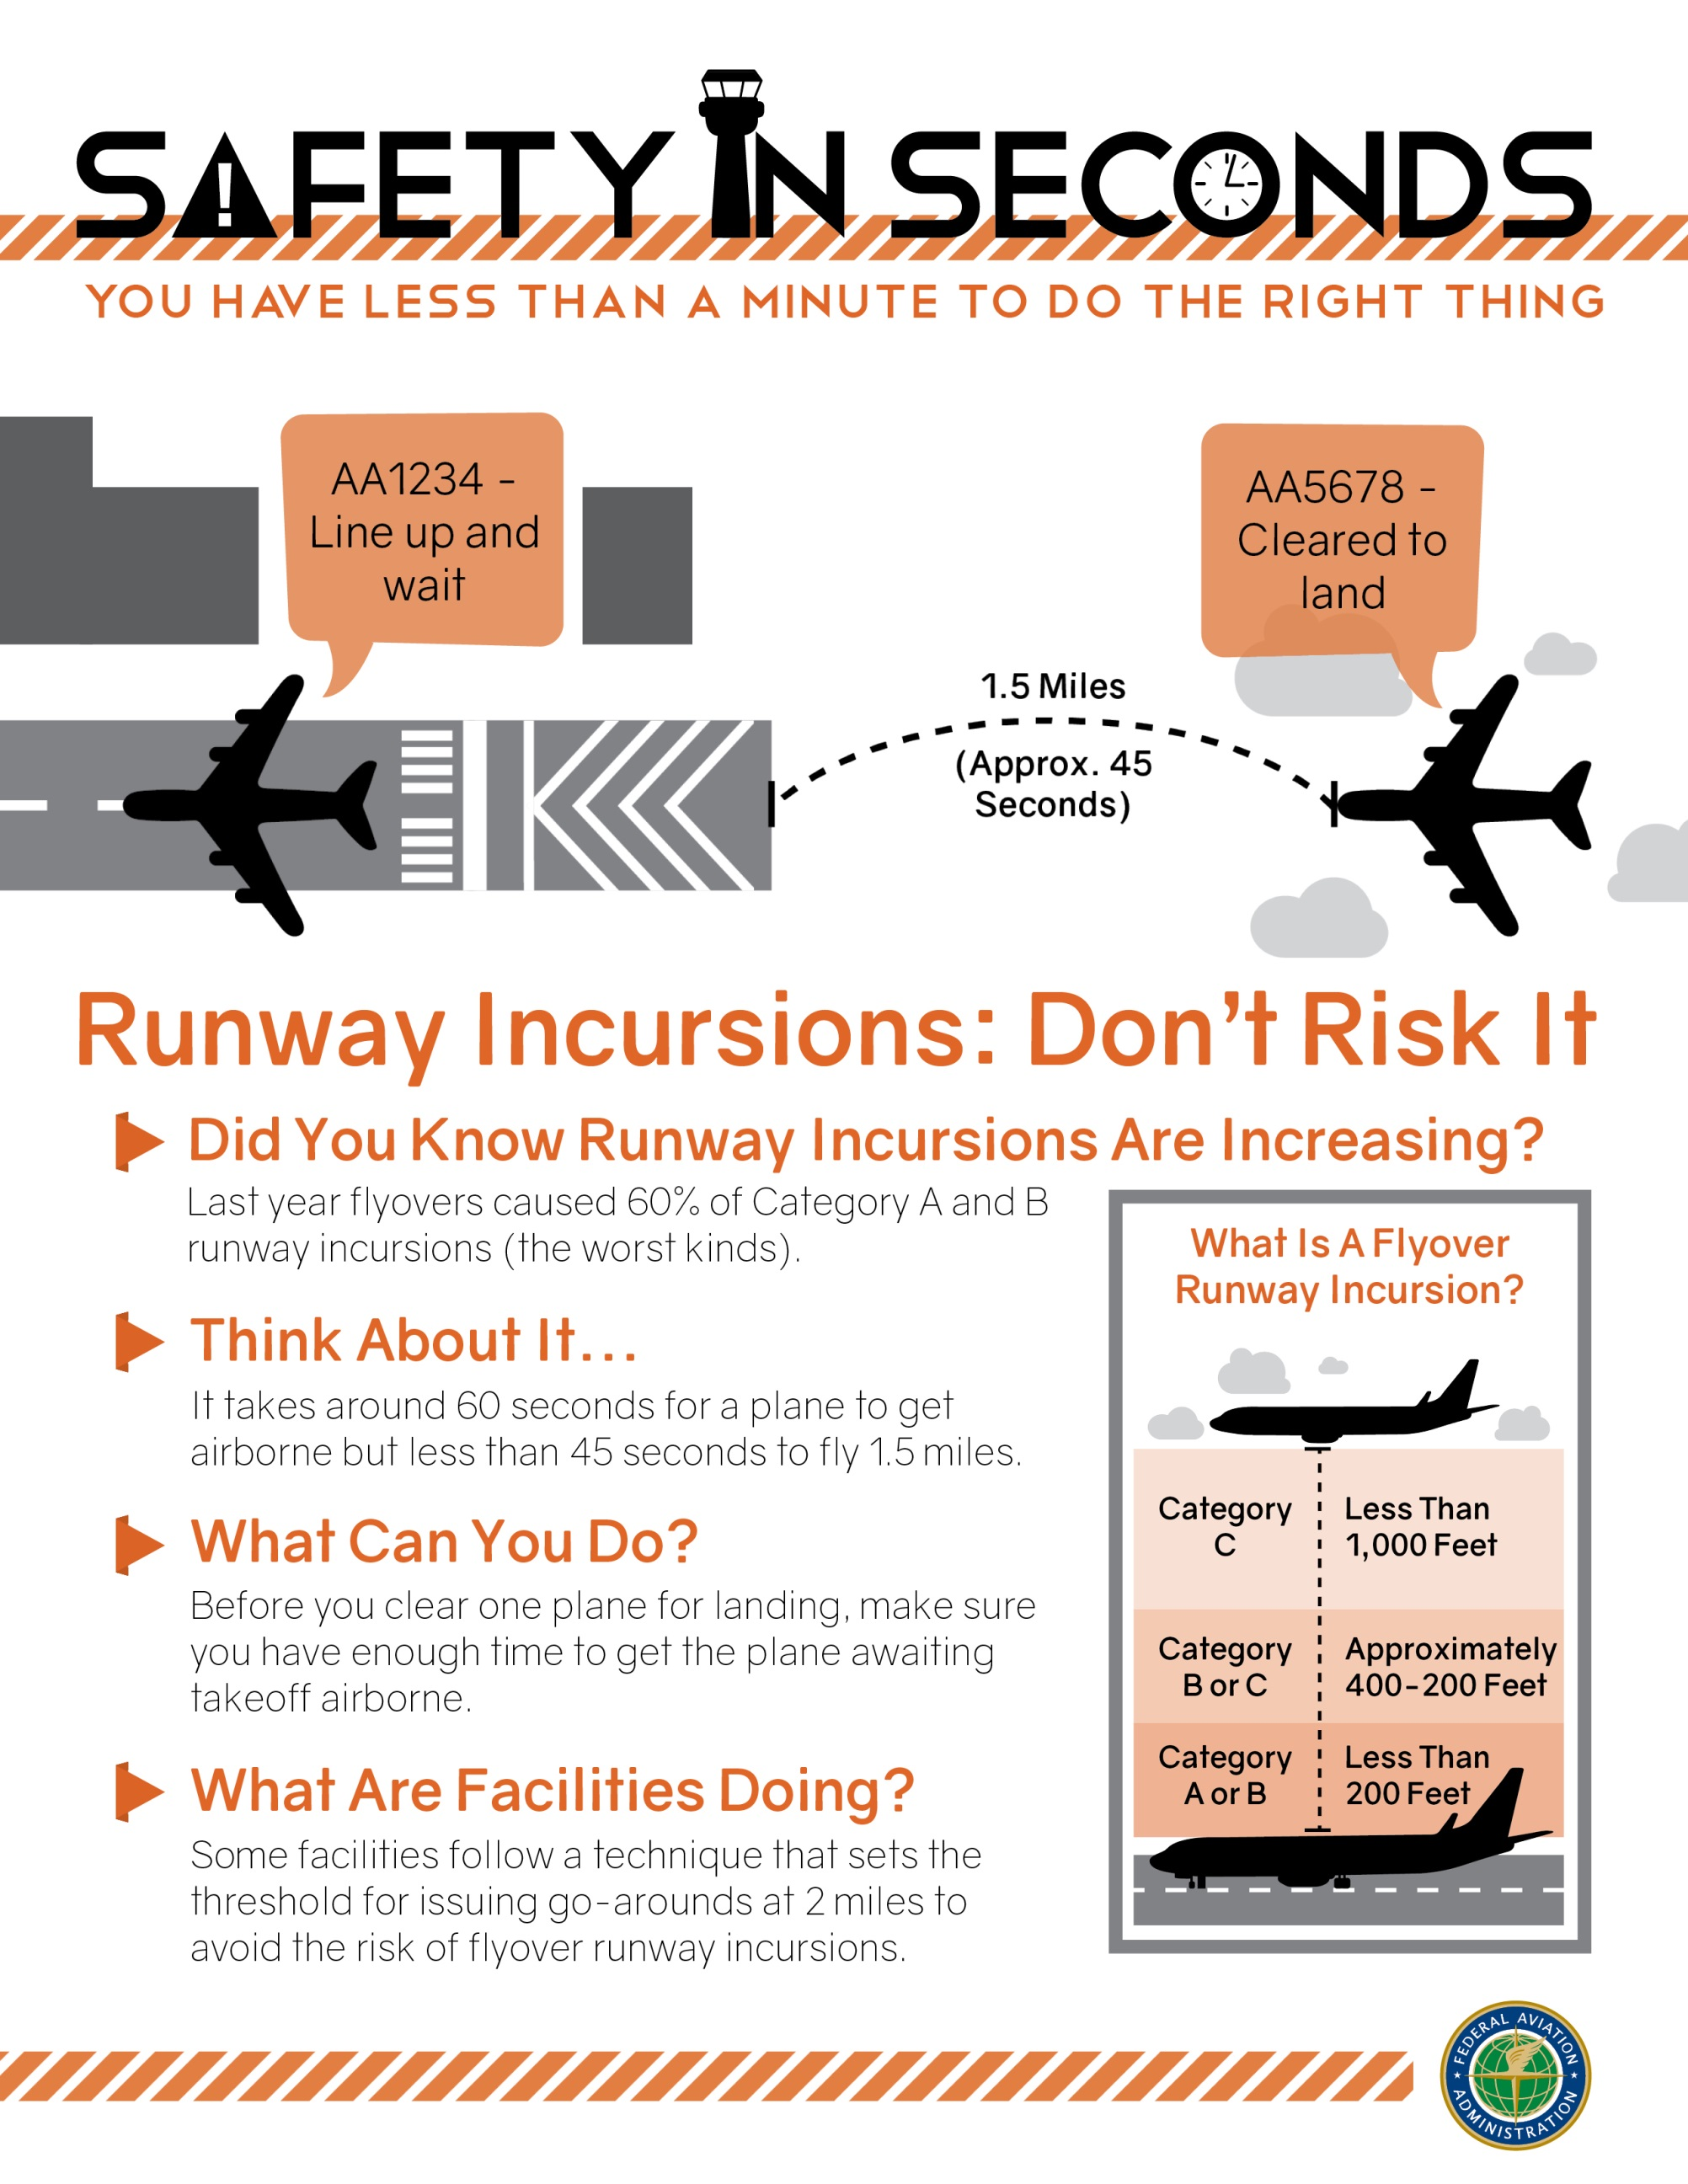 SAFETY IN SECONDS
YOU HAVE LESS THAN A MINUTE TO DO THE RIGHT THING
AA1234 -
Line up and
wait
AA5678 -
Cleared to
land
1.5 Miles
(Approx. 45
Seconds)
Runway Incursions: Don't Risk It
Did You Know Runway Incursions Are Increasing?
Last year flyovers caused 60% of Category A and B
runway incursions (the worst kinds).
Think About It...
It takes around 60 seconds for a plane to get
airborne but less than 45 seconds to fly 1.5 miles.
What Can You Do?
Before you clear one plane for landing, make sure
you have enough time to get the plane awaiting
takeoff airborne.
What Are Facilities Doing?
Some facilities follow a technique that sets the
threshold for issuing go-arounds at 2 miles to
avoid the risk of flyover runway incursions.
What Is A Flyover
Runway Incursion?
Category
C
Less Than
1,000 Feet
Category
B or C
Approximately
400-200 Feet
Category
A or B
Less Than
200 Feet
FEDERAL AVIATION
ADMINISTRATION